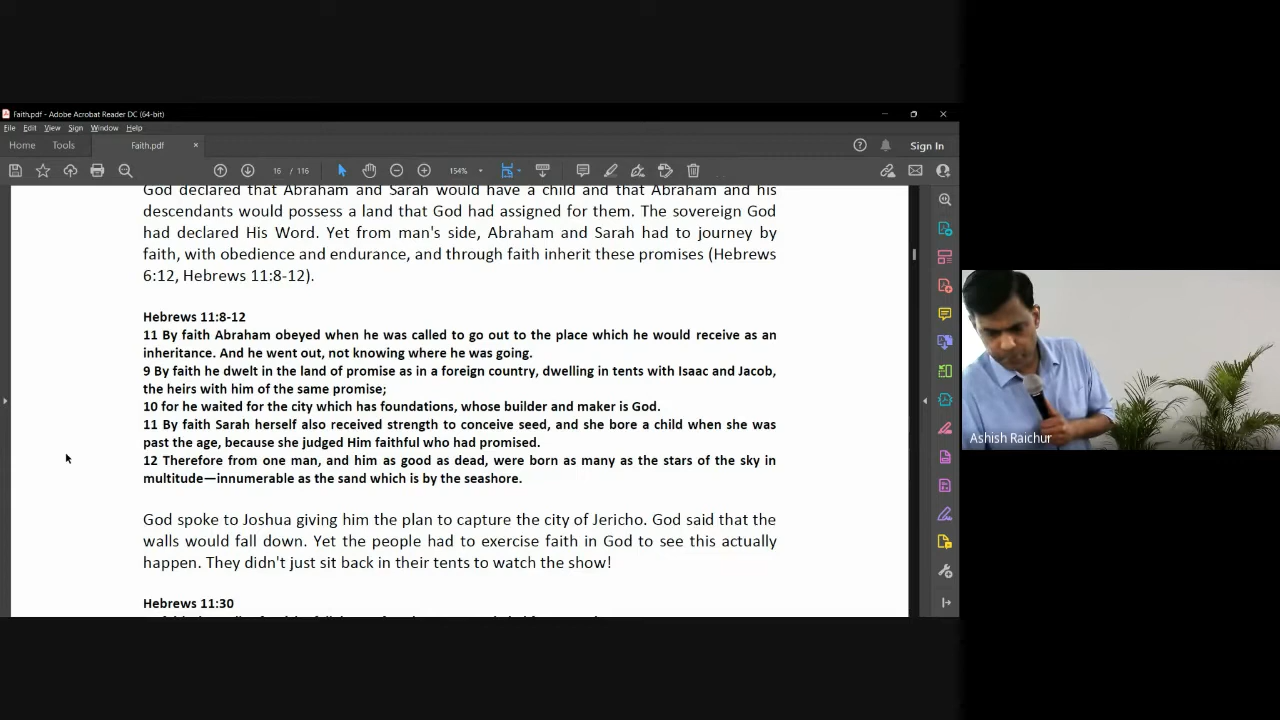 Faith.pdf - Adobe Acrobat Reader DC (64-bit)
File Edit View Sign Window Help
Home Tools Faith.pdf × Sign In
16 / 116 154%
God declared that Abraham and Sarah would have a child and that Abraham and his
descendants would possess a land that God had assigned for them. The sovereign God
had declared His Word. Yet from man's side, Abraham and Sarah had to journey by
faith, with obedience and endurance, and through faith inherit these promises (Hebrews
6:12, Hebrews 11:8-12).
Hebrews 11:8-12
11 By faith Abraham obeyed when he was called to go out to the place which he would receive as an
inheritance. And he went out, not knowing where he was going.
9 By faith he dwelt in the land of promise as in a foreign country, dwelling in tents with Isaac and Jacob,
the heirs with him of the same promise;
10 for he waited for the city which has foundations, whose builder and maker is God.
11 By faith Sarah herself also received strength to conceive seed, and she bore a child when she was
past the age, because she judged Him faithful who had promised.
12 Therefore from one man, and him as good as dead, were born as many as the stars of the sky in
multitude—innumerable as the sand which is by the seashore.
God spoke to Joshua giving him the plan to capture the city of Jericho. God said that the
walls would fall down. Yet the people had to exercise faith in God to see this actually
happen. They didn't just sit back in their tents to watch the show!
Hebrews 11:30
Ashish Raichur